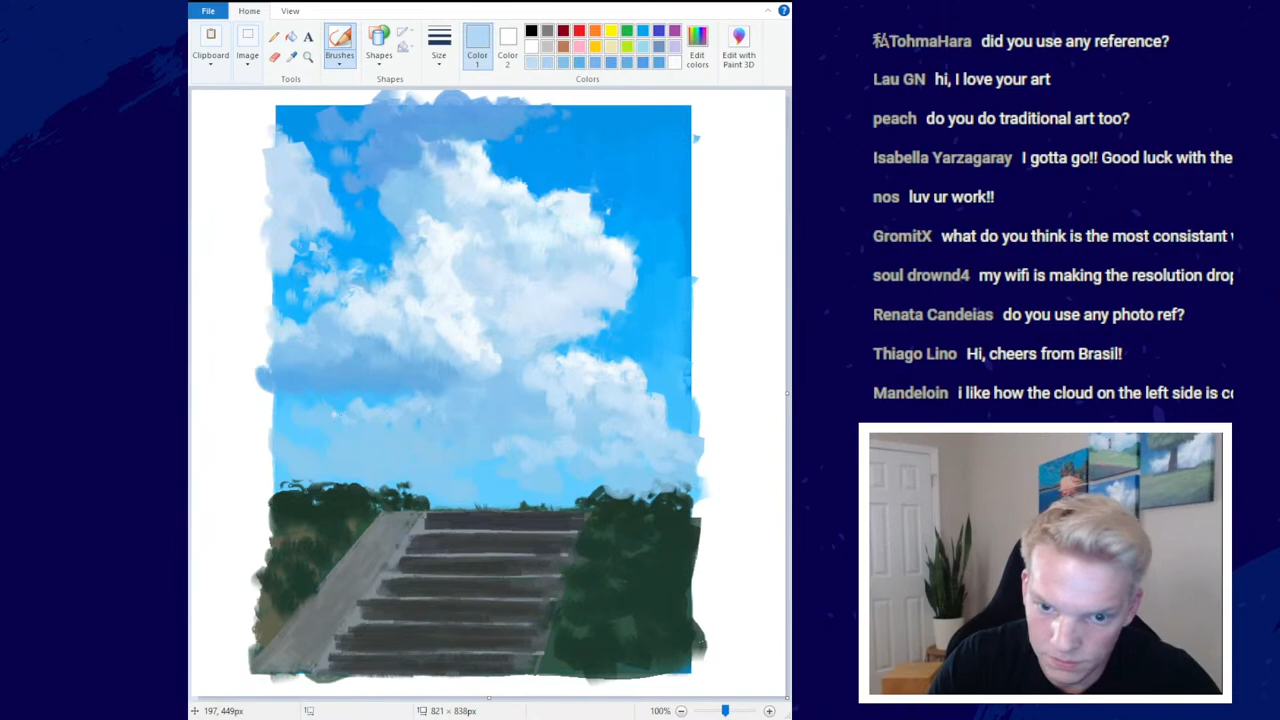 File Home View
Clipboard Image Tools Brushes Shapes Shapes Size Color 1 Color 2 Colors Edit colors Edit with Paint 3D
A
私TohmaHara did you use any reference?
Lau GN hi, I love your art
peach do you do traditional art too?
Isabella Yarzagaray I gotta go!! Good luck with the
nos luv ur work!!
GromitX what do you think is the most consistant
soul drownd4 my wifi is making the resolution drop
Renata Candeias do you use any photo ref?
Thiago Lino Hi, cheers from Brasil!
Mandeloin i like how the cloud on the left side is
197, 449px 821 × 838px 100%